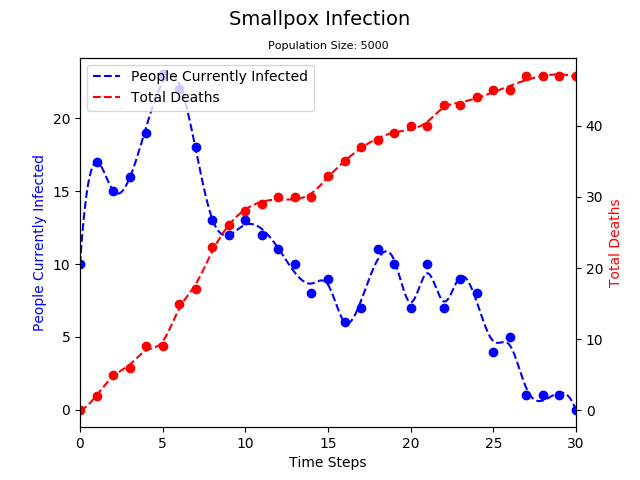 Smallpox Infection
Population Size: 5000
People Currently Infected
Total Deaths
People Currently Infected
20
15
10
5
0
40
30
20
10
0
Total Deaths
0 5 10 15 20 25 30
Time Steps